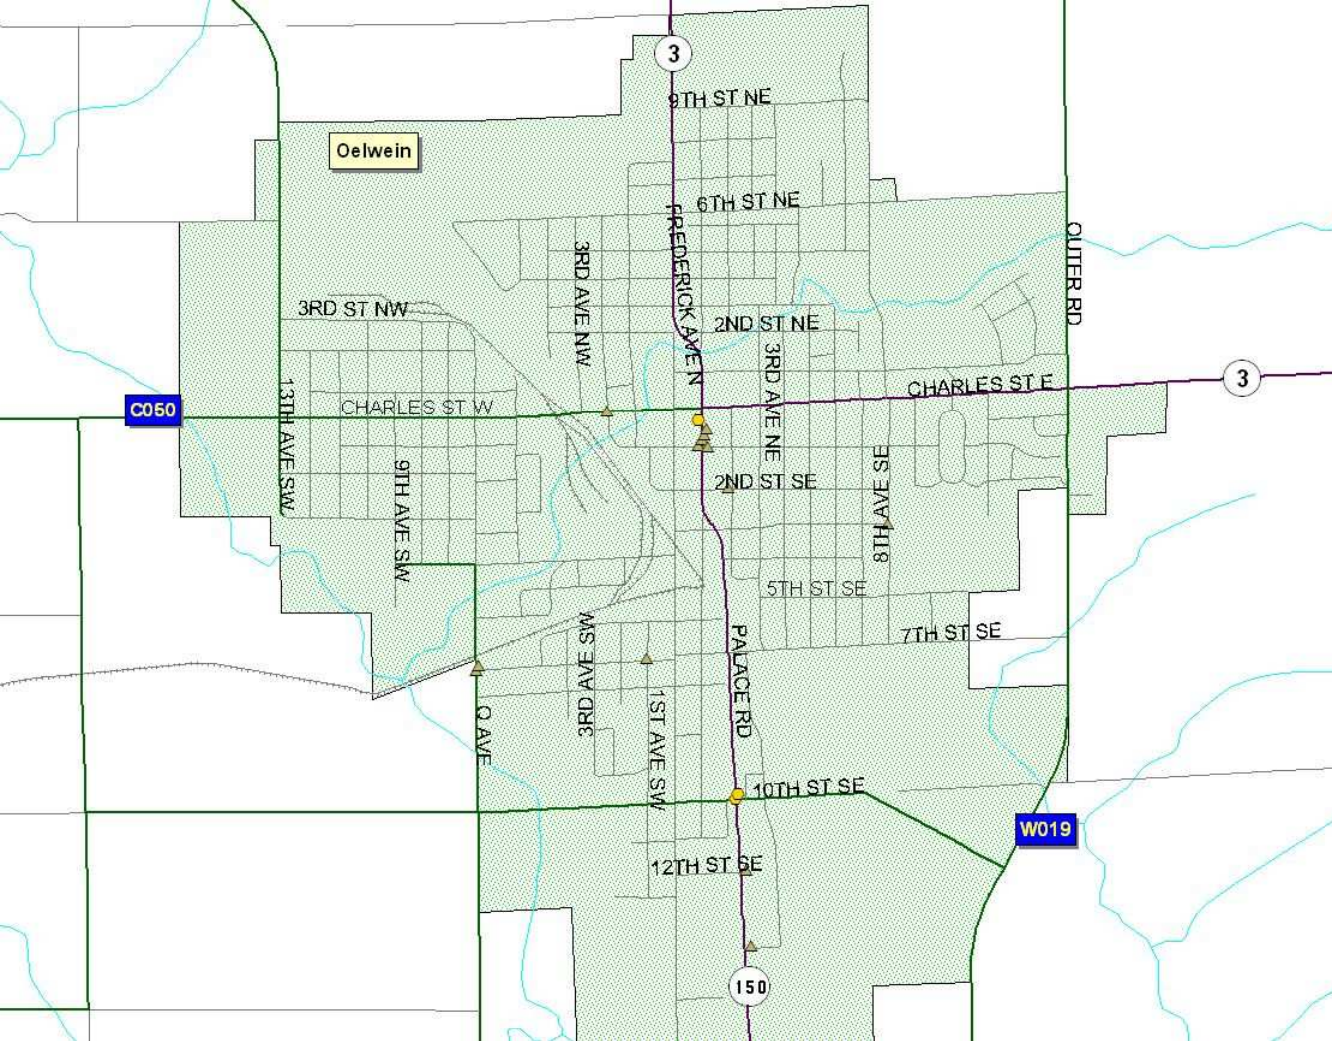 3
9TH ST NE
Oelwein
6TH ST NE
FREDERICK AVE N
OUTER RD
3RD AVE NW
3RD ST NW
2ND ST NE
3RD AVE NE
3
CHARLES ST E
C050
13TH AVE SW
CHARLES ST W
9TH AVE SW
2ND ST SE
8TH AVE SE
5TH ST SE
7TH ST SE
3RD AVE SW
PALACE RD
1ST AVE SW
Q AVE
10TH ST SE
W019
12TH ST SE
150